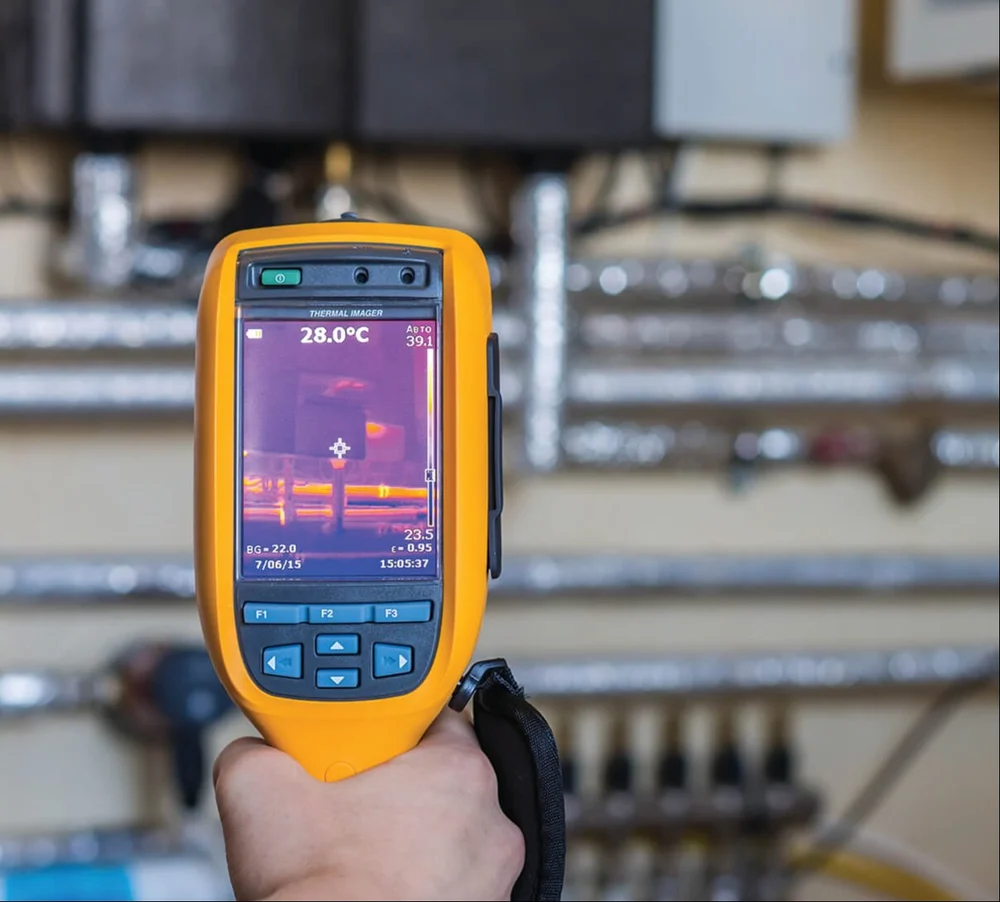 THERMAL IMAGER
28.0°C
Авто
39.1
23.5
BG = 22.0
ε = 0.95
7/06/15
15:05:37
F1
F2
F3